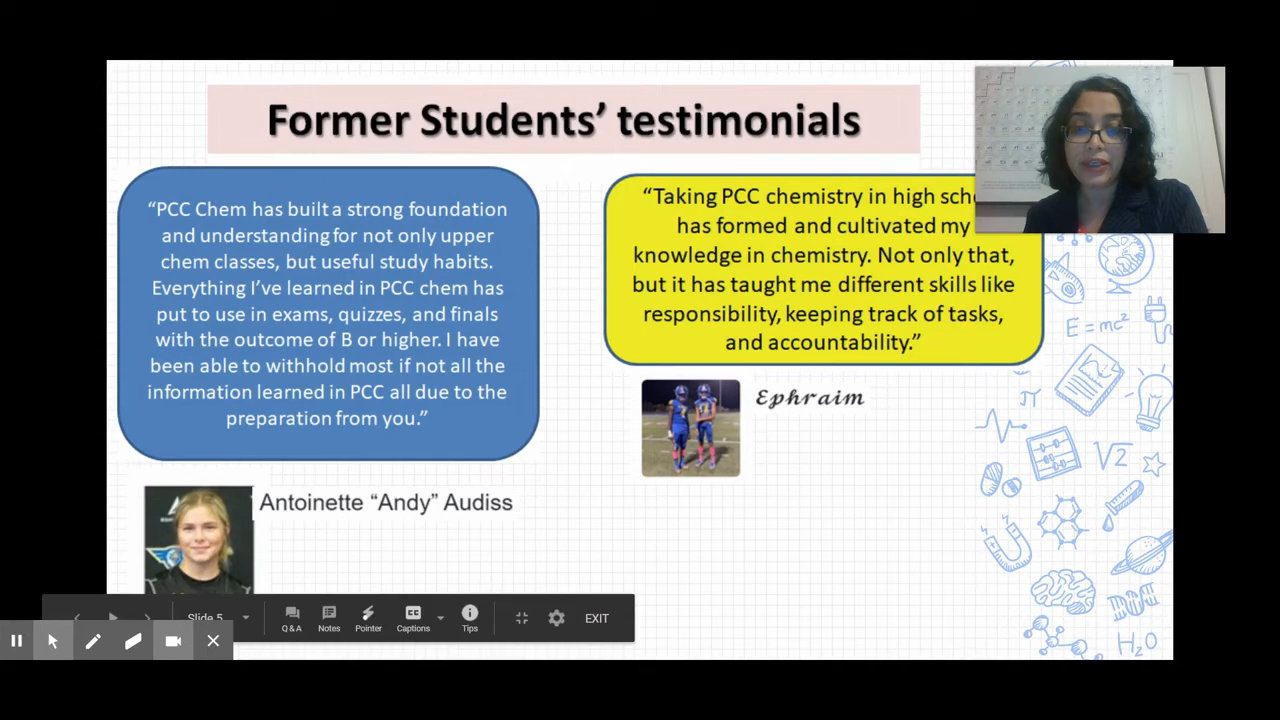 Former Students’ testimonials
“PCC Chem has built a strong foundation
and understanding for not only upper
chem classes, but useful study habits.
Everything I’ve learned in PCC chem has
put to use in exams, quizzes, and finals
with the outcome of B or higher. I have
been able to withhold most if not all the
information learned in PCC all due to the
preparation from you.”
Antoinette “Andy” Audiss
“Taking PCC chemistry in high scho
has formed and cultivated my
knowledge in chemistry. Not only that,
but it has taught me different skills like
responsibility, keeping track of tasks,
and accountability.”
Ephraim
E=mc²
π
√2
H₂O
Slide 5
Q & A
Notes
Pointer
CC
Captions
Tips
EXIT